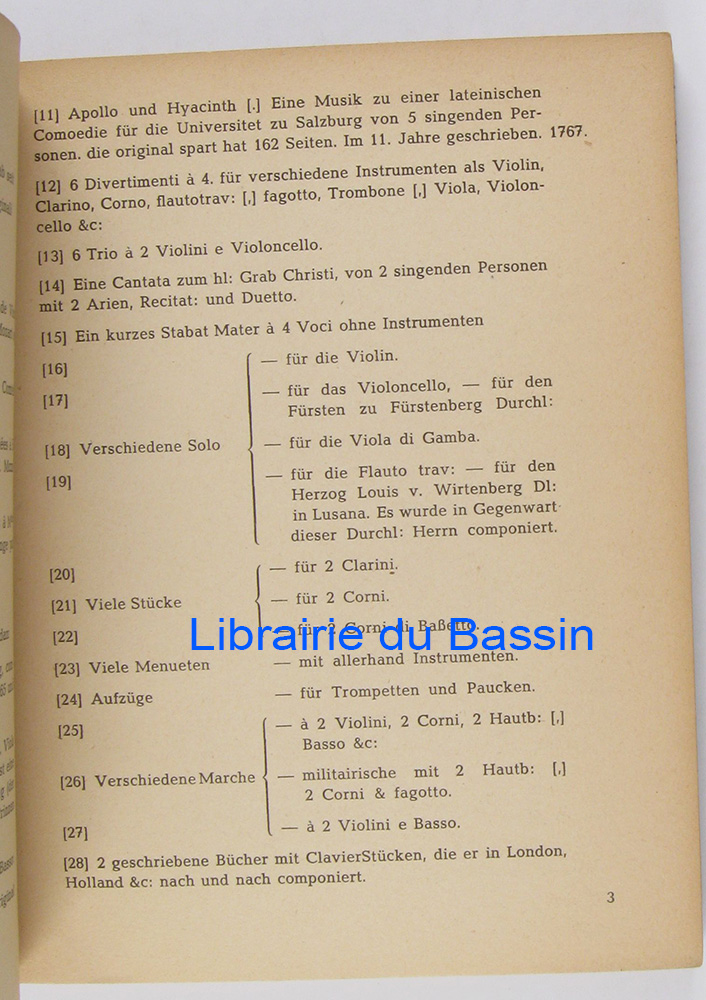 [11] Apollo und Hyacinth [.] Eine Musik zu einer lateinischen
Comoedie für die Universitet zu Salzburg von 5 singenden Per-
sonen. die original spart hat 162 Seiten. Im 11. Jahre geschrieben. 1767.
[12] 6 Divertimenti à 4. für verschiedene Instrumenten als Violin,
Clarino, Corno, flautotrav: [,] fagotto, Trombone [,] Viola, Violon-
cello &c:
[13] 6 Trio à 2 Violini e Violoncello.
[14] Eine Cantata zum hl: Grab Christi, von 2 singenden Personen
mit 2 Arien, Recitat: und Duetto.
[15] Ein kurzes Stabat Mater à 4 Voci ohne Instrumenten
[16] — für die Violin.
[17] — für das Violoncello, — für den
Fürsten zu Fürstenberg Durchl:
[18] Verschiedene Solo — für die Viola di Gamba.
[19] — für die Flauto trav: — für den
Herzog Louis v. Wirtenberg Dl:
in Lusana. Es wurde in Gegenwart
dieser Durchl: Herrn componiert.
[20] — für 2 Clarini.
[21] Viele Stücke — für 2 Corni.
[22] — für 2 Corni di Baßetto.
Librairie du Bassin
[23] Viele Menueten — mit allerhand Instrumenten.
[24] Aufzüge — für Trompetten und Paucken.
[25] — à 2 Violini, 2 Corni, 2 Hautb: [,]
Basso &c:
[26] Verschiedene Marche — militairische mit 2 Hautb: [,]
2 Corni & fagotto.
[27] — à 2 Violini e Basso.
[28] 2 geschriebene Bücher mit ClavierStücken, die er in London,
Holland &c: nach und nach componiert.
3